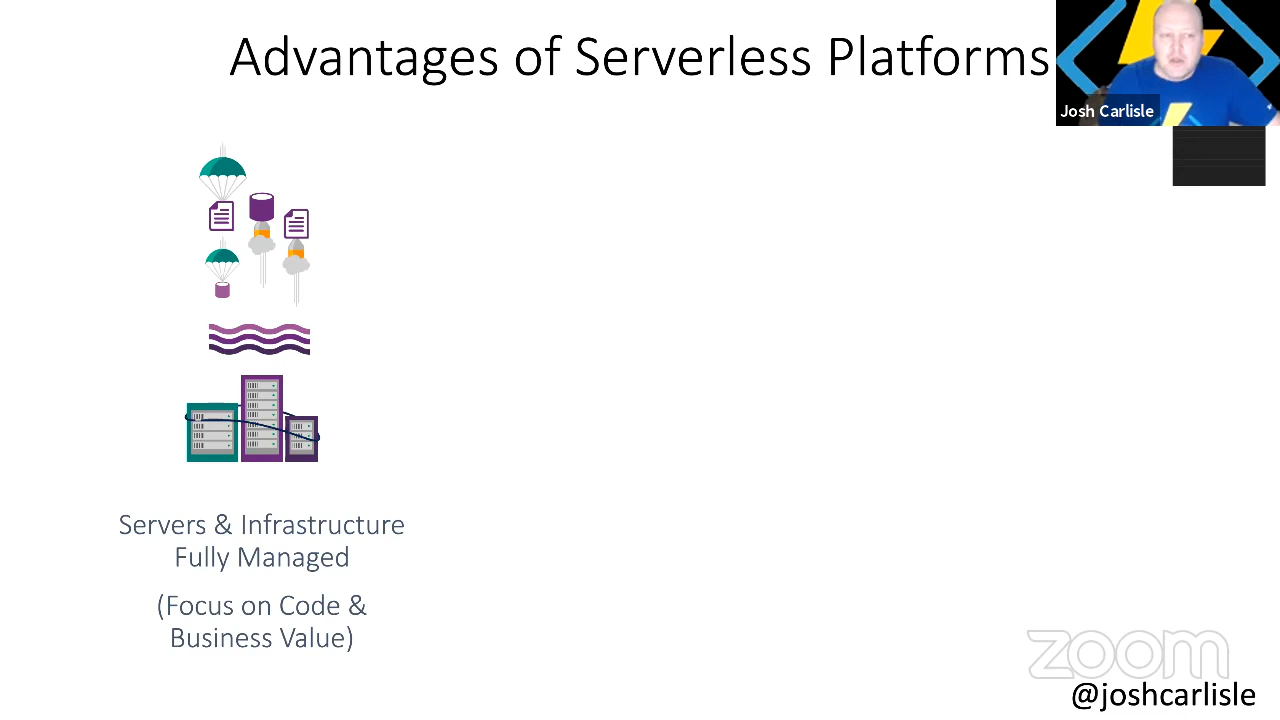 Advantages of Serverless Platforms
Josh Carlisle
Servers & Infrastructure
Fully Managed
(Focus on Code &
Business Value)
zoom
@joshcarlisle